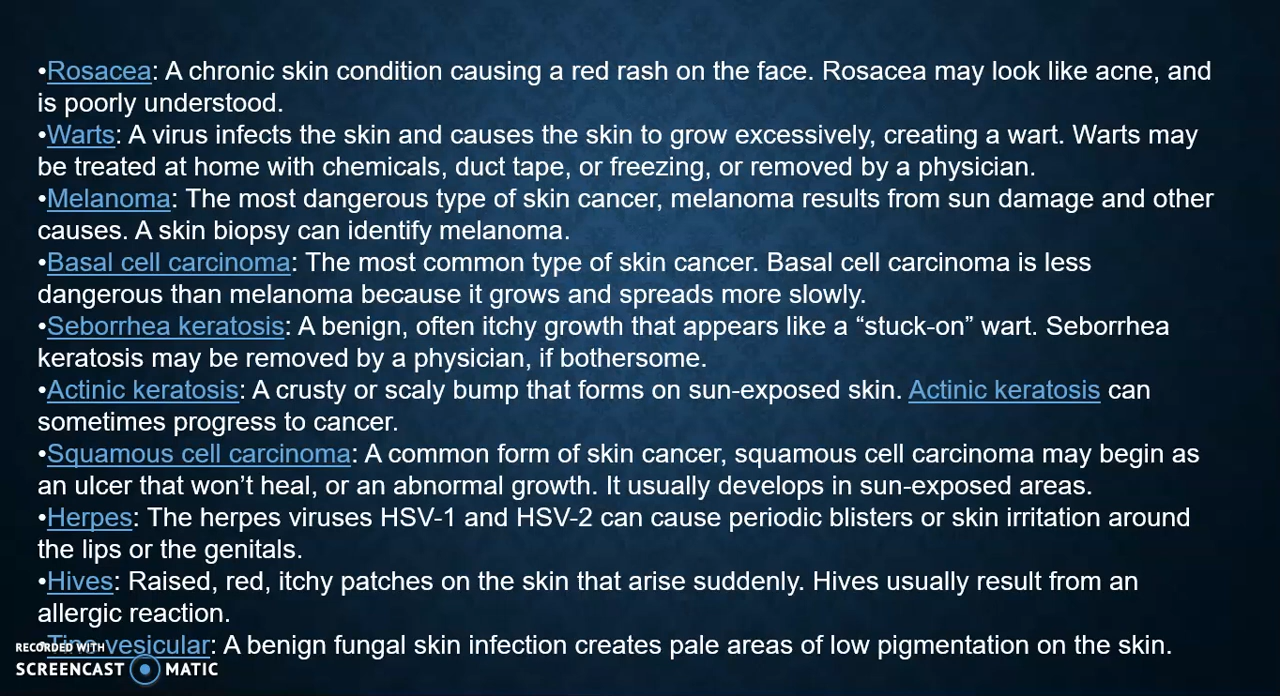 •Rosacea: A chronic skin condition causing a red rash on the face. Rosacea may look like acne, and
is poorly understood.
•Warts: A virus infects the skin and causes the skin to grow excessively, creating a wart. Warts may
be treated at home with chemicals, duct tape, or freezing, or removed by a physician.
•Melanoma: The most dangerous type of skin cancer, melanoma results from sun damage and other
causes. A skin biopsy can identify melanoma.
•Basal cell carcinoma: The most common type of skin cancer. Basal cell carcinoma is less
dangerous than melanoma because it grows and spreads more slowly.
•Seborrhea keratosis: A benign, often itchy growth that appears like a “stuck-on” wart. Seborrhea
keratosis may be removed by a physician, if bothersome.
•Actinic keratosis: A crusty or scaly bump that forms on sun-exposed skin. Actinic keratosis can
sometimes progress to cancer.
•Squamous cell carcinoma: A common form of skin cancer, squamous cell carcinoma may begin as
an ulcer that won’t heal, or an abnormal growth. It usually develops in sun-exposed areas.
•Herpes: The herpes viruses HSV-1 and HSV-2 can cause periodic blisters or skin irritation around
the lips or the genitals.
•Hives: Raised, red, itchy patches on the skin that arise suddenly. Hives usually result from an
allergic reaction.
vesicular: A benign fungal skin infection creates pale areas of low pigmentation on the skin.
RECORDED WITH
SCREENCAST MATIC